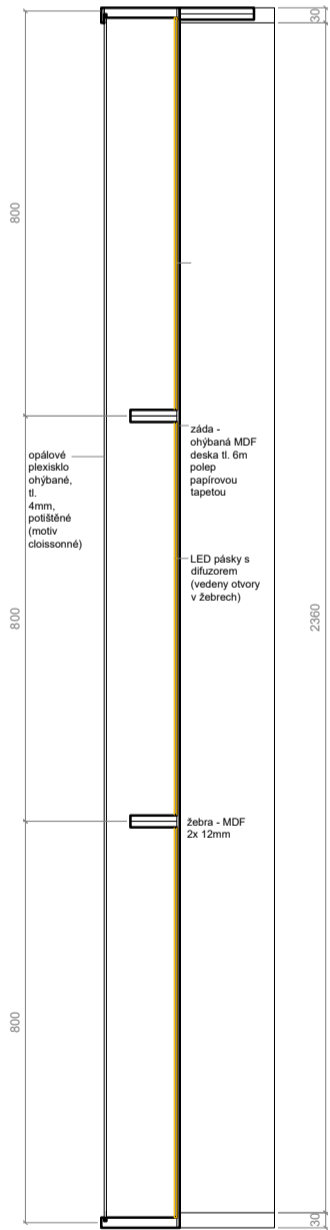 30
800
záda -
ohýbaná MDF
deska tl. 6m
polep
papírovou
tapetou
opálové
plexisklo
ohýbané,
tl.
4mm,
potištěné
(motiv
cloissonné)
LED pásky s
difuzorem
(vedeny otvory
v žebrech)
800
2360
žebra - MDF
2x 12mm
800
30